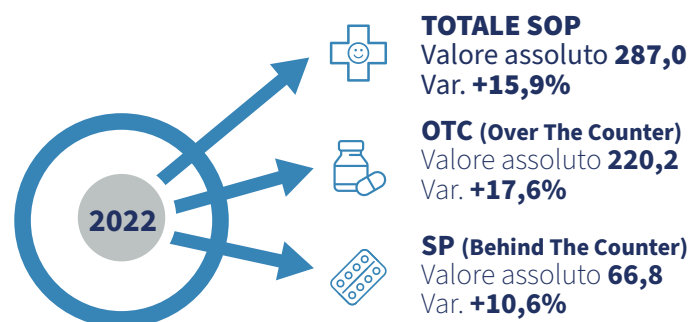 2022
TOTALE SOP
Valore assoluto 287,0
Var. +15,9%
OTC (Over The Counter)
Valore assoluto 220,2
Var. +17,6%
SP (Behind The Counter)
Valore assoluto 66,8
Var. +10,6%